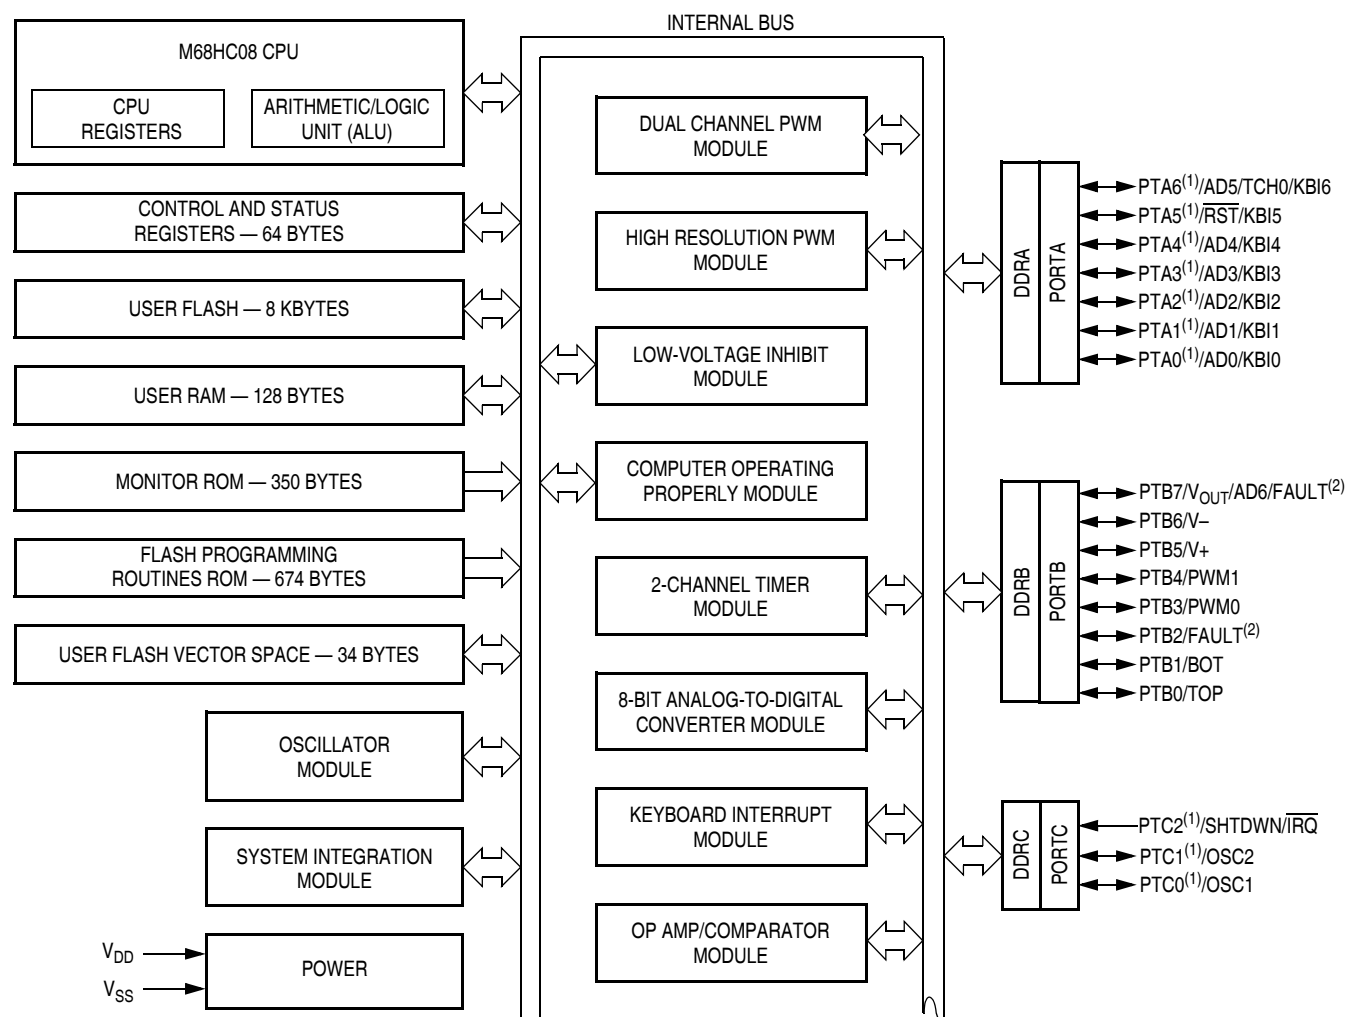 INTERNAL BUS
M68HC08 CPU
CPU
REGISTERS
ARITHMETIC/LOGIC
UNIT (ALU)
CONTROL AND STATUS
REGISTERS — 64 BYTES
USER FLASH — 8 KBYTES
USER RAM — 128 BYTES
MONITOR ROM — 350 BYTES
FLASH PROGRAMMING
ROUTINES ROM — 674 BYTES
USER FLASH VECTOR SPACE — 34 BYTES
OSCILLATOR
MODULE
SYSTEM INTEGRATION
MODULE
VDD
VSS
POWER
DUAL CHANNEL PWM
MODULE
HIGH RESOLUTION PWM
MODULE
LOW-VOLTAGE INHIBIT
MODULE
COMPUTER OPERATING
PROPERLY MODULE
2-CHANNEL TIMER
MODULE
8-BIT ANALOG-TO-DIGITAL
CONVERTER MODULE
KEYBOARD INTERRUPT
MODULE
OP AMP/COMPARATOR
MODULE
DDRA
PORTA
PTA6(1)/AD5/TCH0/KBI6
PTA5(1)/RST/KBI5
PTA4(1)/AD4/KBI4
PTA3(1)/AD3/KBI3
PTA2(1)/AD2/KBI2
PTA1(1)/AD1/KBI1
PTA0(1)/AD0/KBI0
DDRB
PORTB
PTB7/VOUT/AD6/FAULT(2)
PTB6/V–
PTB5/V+
PTB4/PWM1
PTB3/PWM0
PTB2/FAULT(2)
PTB1/BOT
PTB0/TOP
DDRC
PORTC
PTC2(1)/SHTDWN/IRQ
PTC1(1)/OSC2
PTC0(1)/OSC1